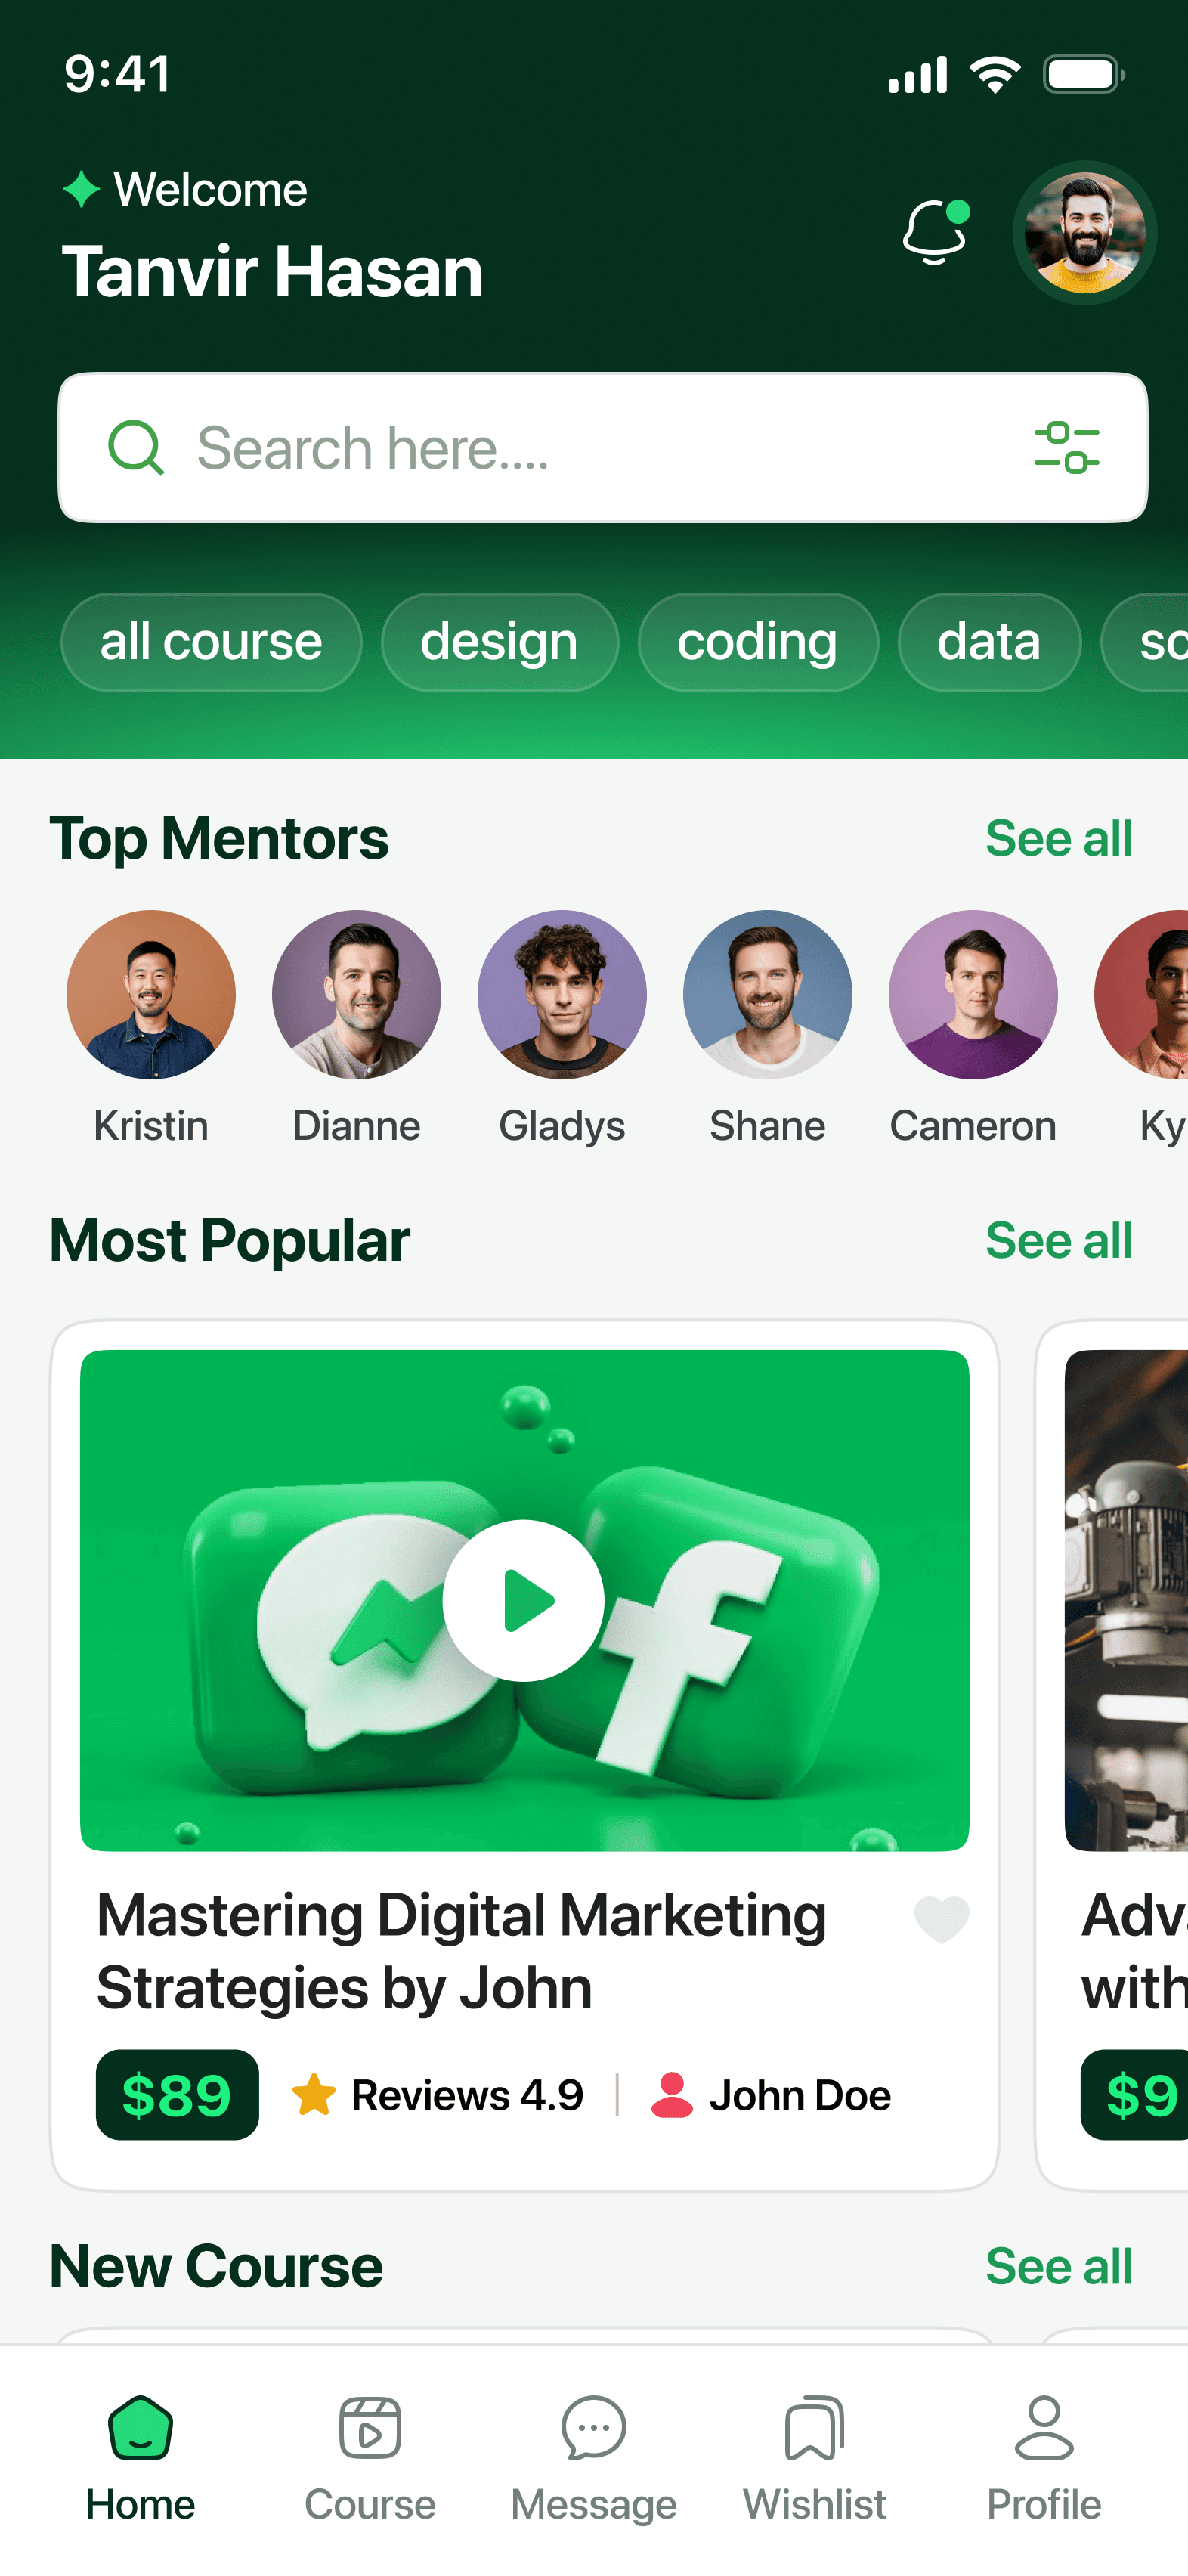 9:41
Welcome
Tanvir Hasan
Search here....
all course design coding data
Top Mentors See all
Kristin Dianne Gladys Shane Cameron
Most Popular See all
Mastering Digital Marketing
Strategies by John
with
$89 Reviews 4.9 John Doe $9
New Course See all
Home Course Message Wishlist Profile